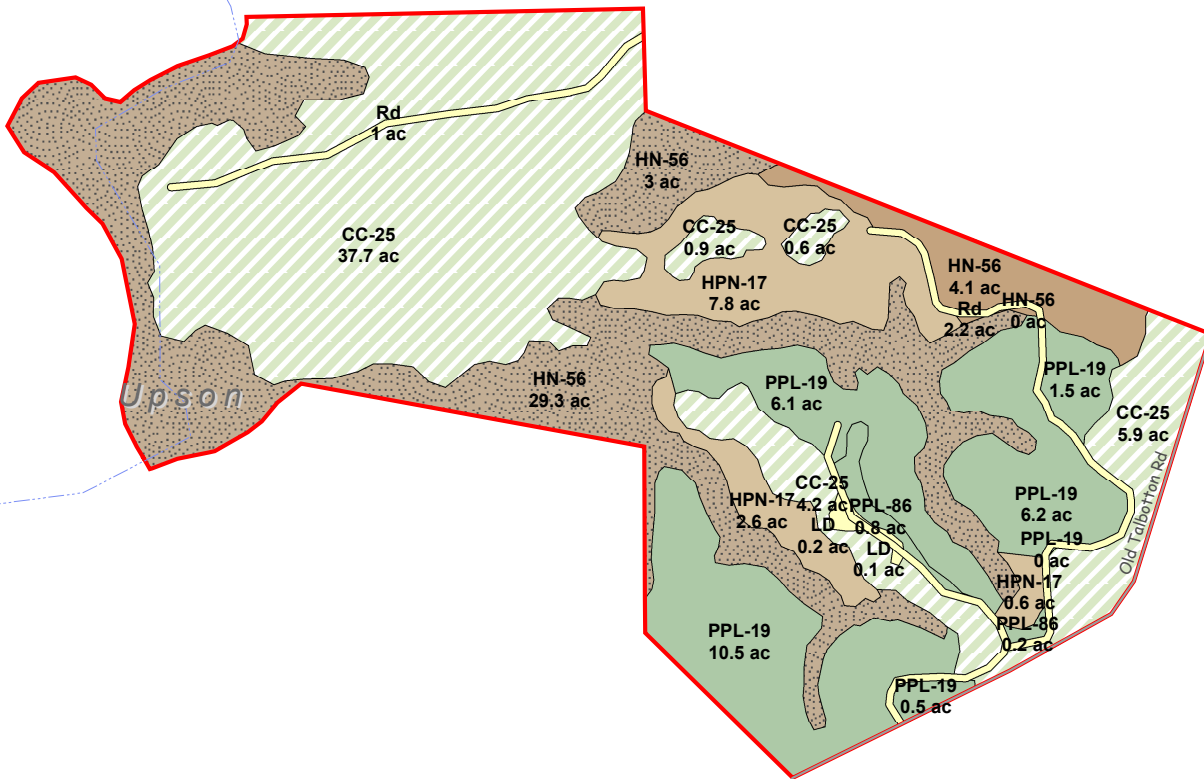 Rd
1 ac
HN-56
3 ac
CC-25
37.7 ac
CC-25
0.9 ac
CC-25
0.6 ac
HPN-17
7.8 ac
HN-56
4.1 ac
Rd
2.2 ac
HN-56
0 ac
PPL-19
1.5 ac
CC-25
5.9 ac
Upson
HN-56
29.3 ac
PPL-19
6.1 ac
CC-25
4.2 ac
HPN-17
2.6 ac
LD
0.2 ac
PPL-86
0.8 ac
LD
0.1 ac
PPL-19
6.2 ac
PPL-19
0 ac
Old Talbotton Rd
HPN-17
0.6 ac
PPL-86
0.2 ac
PPL-19
10.5 ac
PPL-19
0.5 ac